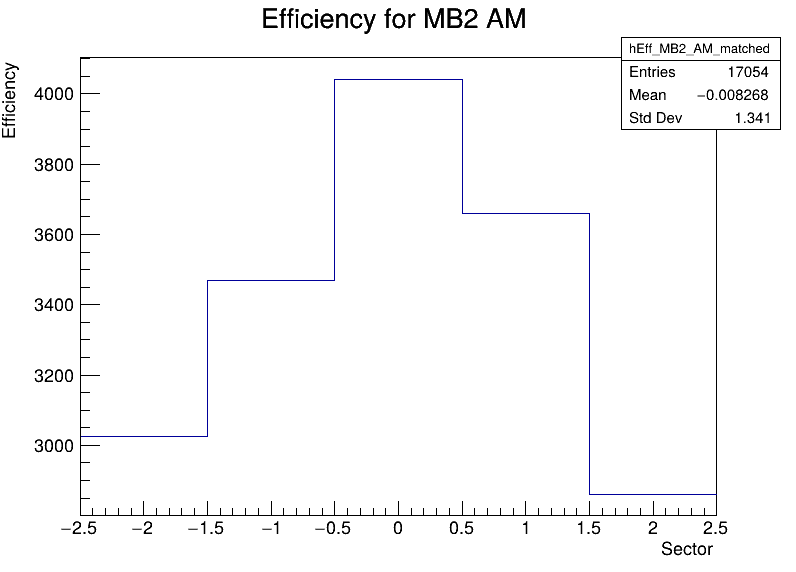 Efficiency for MB2 AM
hEff_MB2_AM_matched
Entries 17054
Mean −0.008268
Std Dev 1.341
Efficiency
4000
3800
3600
3400
3200
3000
−2.5 −2 −1.5 −1 −0.5 0 0.5 1 1.5 2 2.5
Sector